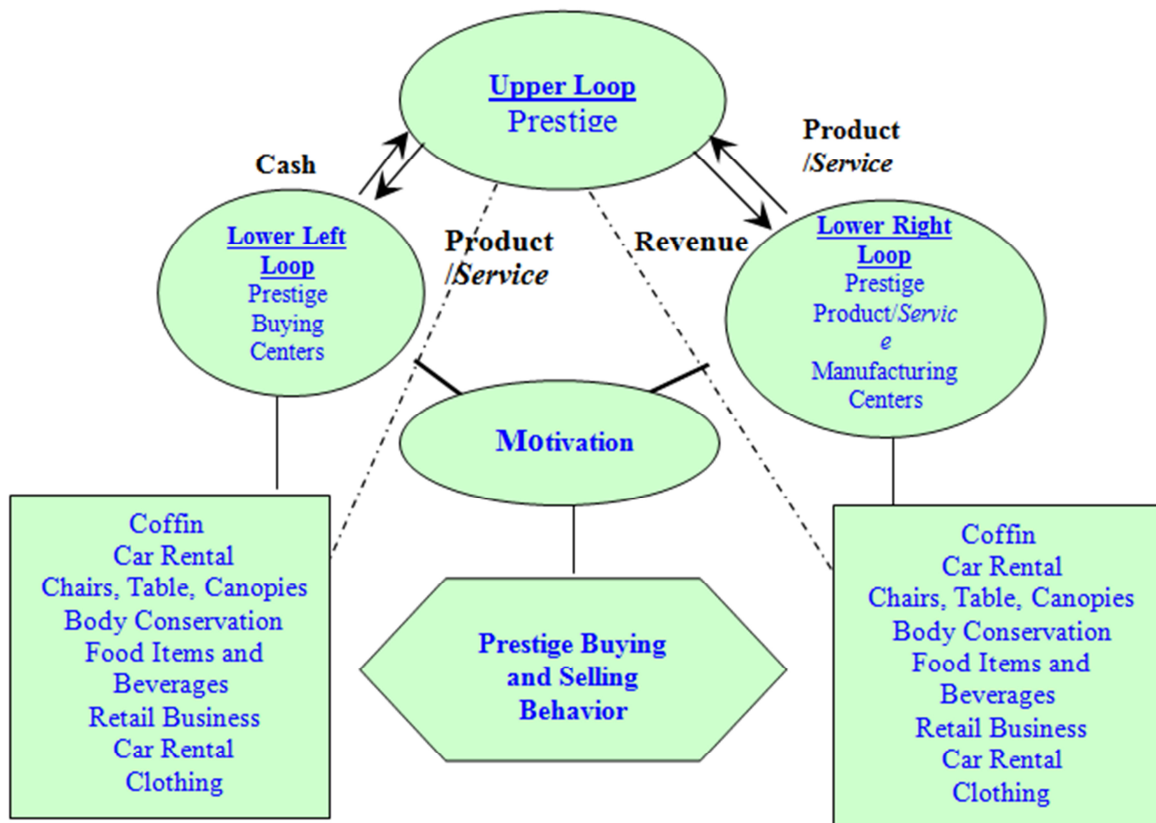 Upper Loop
Prestige
Product
/Service
Cash
Lower Left
Loop
Prestige
Buying
Centers
Product
/Service
Revenue
Lower Right
Loop
Prestige
Product/Servic
e
Manufacturing
Centers
Motivation
Coffin
Car Rental
Chairs, Table, Canopies
Body Conservation
Food Items and
Beverages
Retail Business
Car Rental
Clothing
Prestige Buying
and Selling
Behavior
Coffin
Car Rental
Chairs, Table, Canopies
Body Conservation
Food Items and
Beverages
Retail Business
Car Rental
Clothing